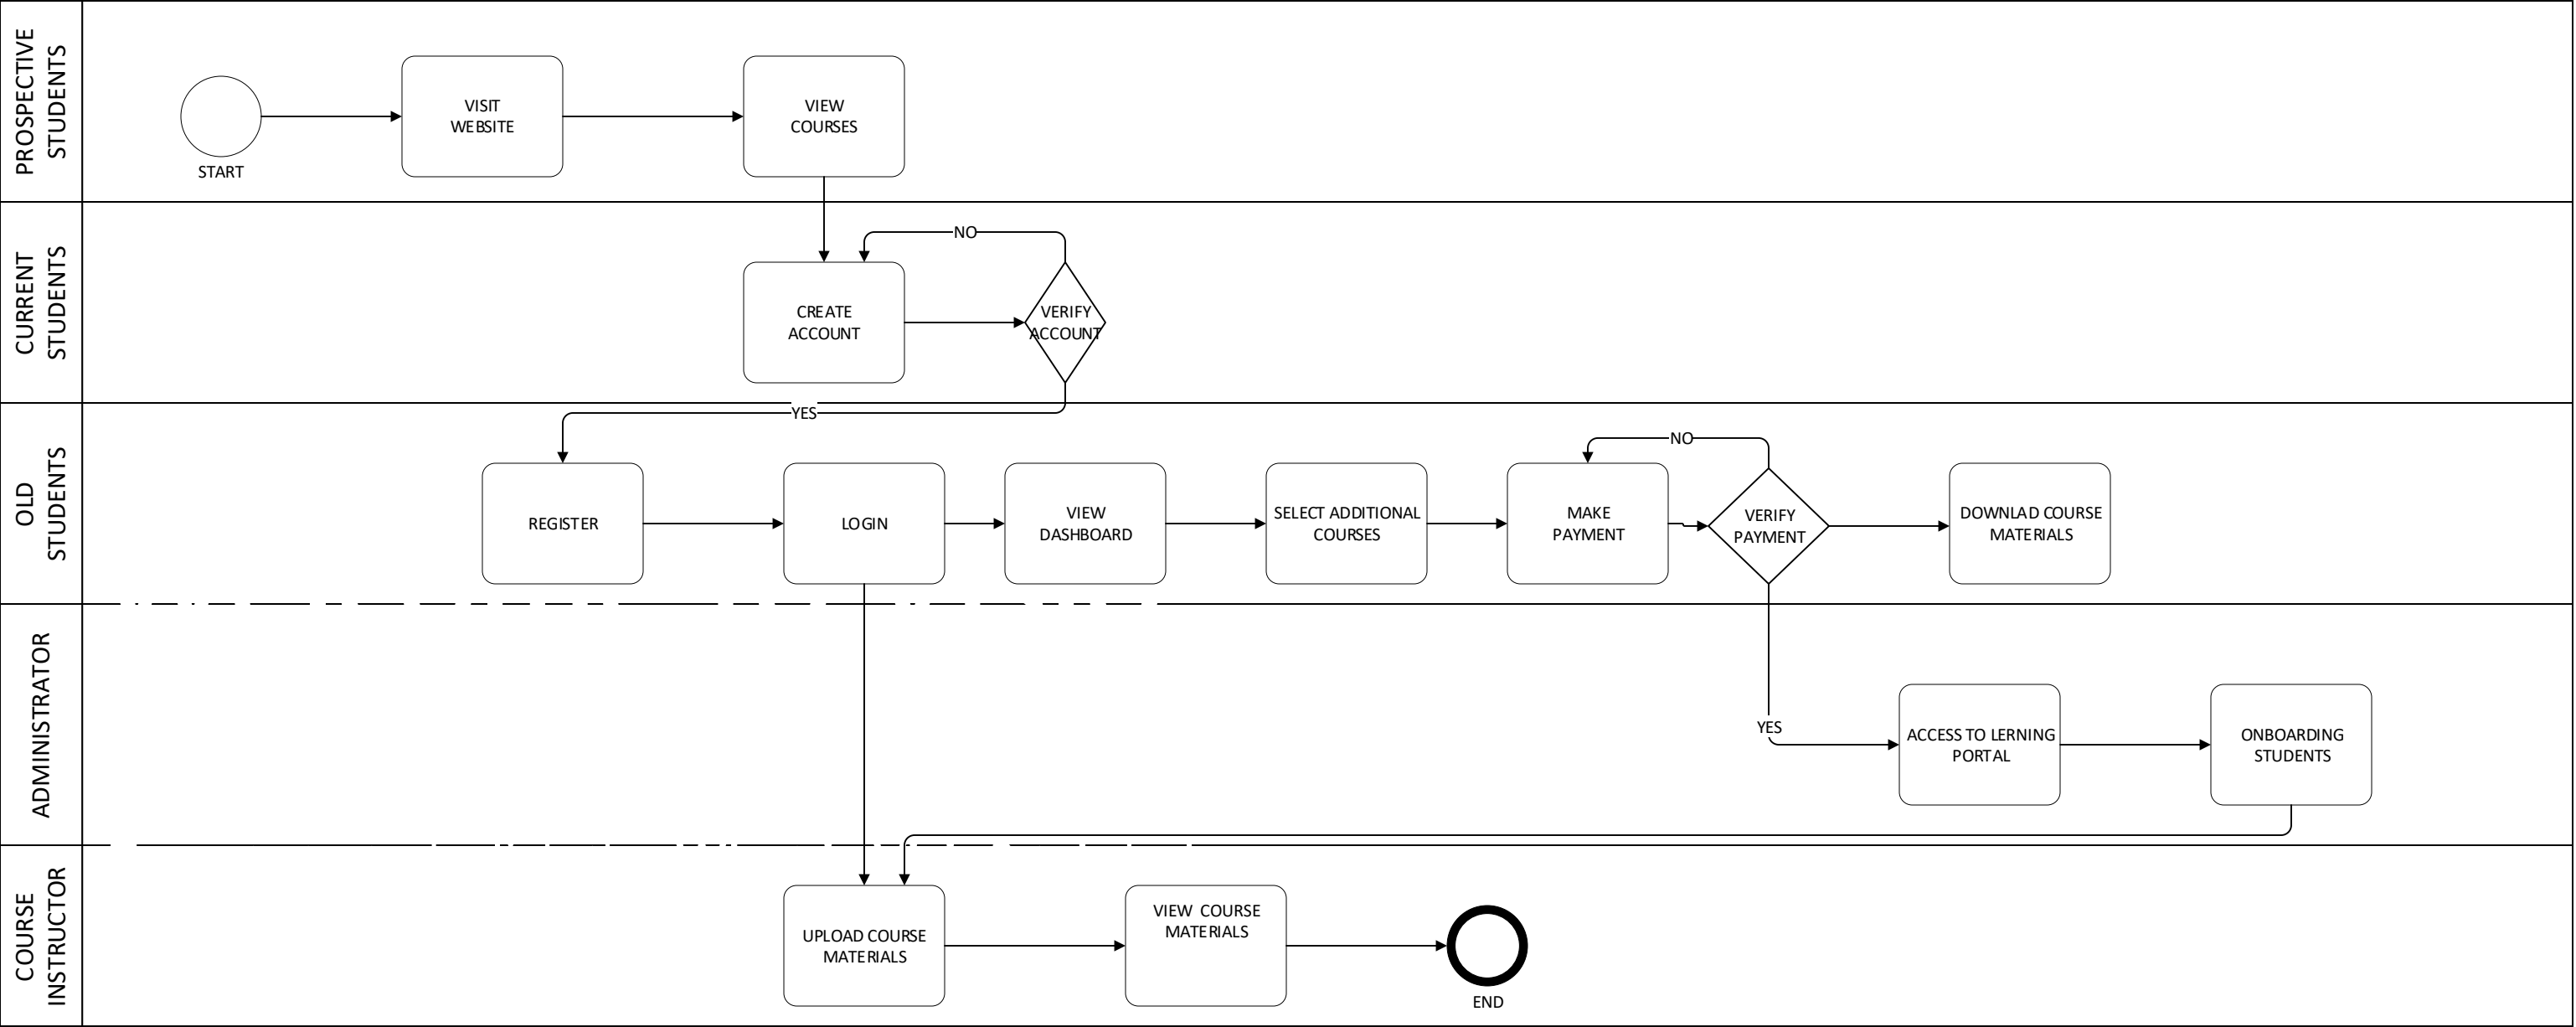 PROSPECTIVE
STUDENTS
START
VISIT
WEBSITE
VIEW
COURSES
CURRENT
STUDENTS
NO
CREATE
ACCOUNT
VERIFY
ACCOUNT
YES
OLD
STUDENTS
REGISTER
LOGIN
VIEW
DASHBOARD
SELECT ADDITIONAL
COURSES
MAKE
PAYMENT
NO
VERIFY
PAYMENT
DOWNLAD COURSE
MATERIALS
ADMINISTRATOR
YES
ACCESS TO LERNING
PORTAL
ONBOARDING
STUDENTS
COURSE
INSTRUCTOR
UPLOAD COURSE
MATERIALS
VIEW COURSE
MATERIALS
END